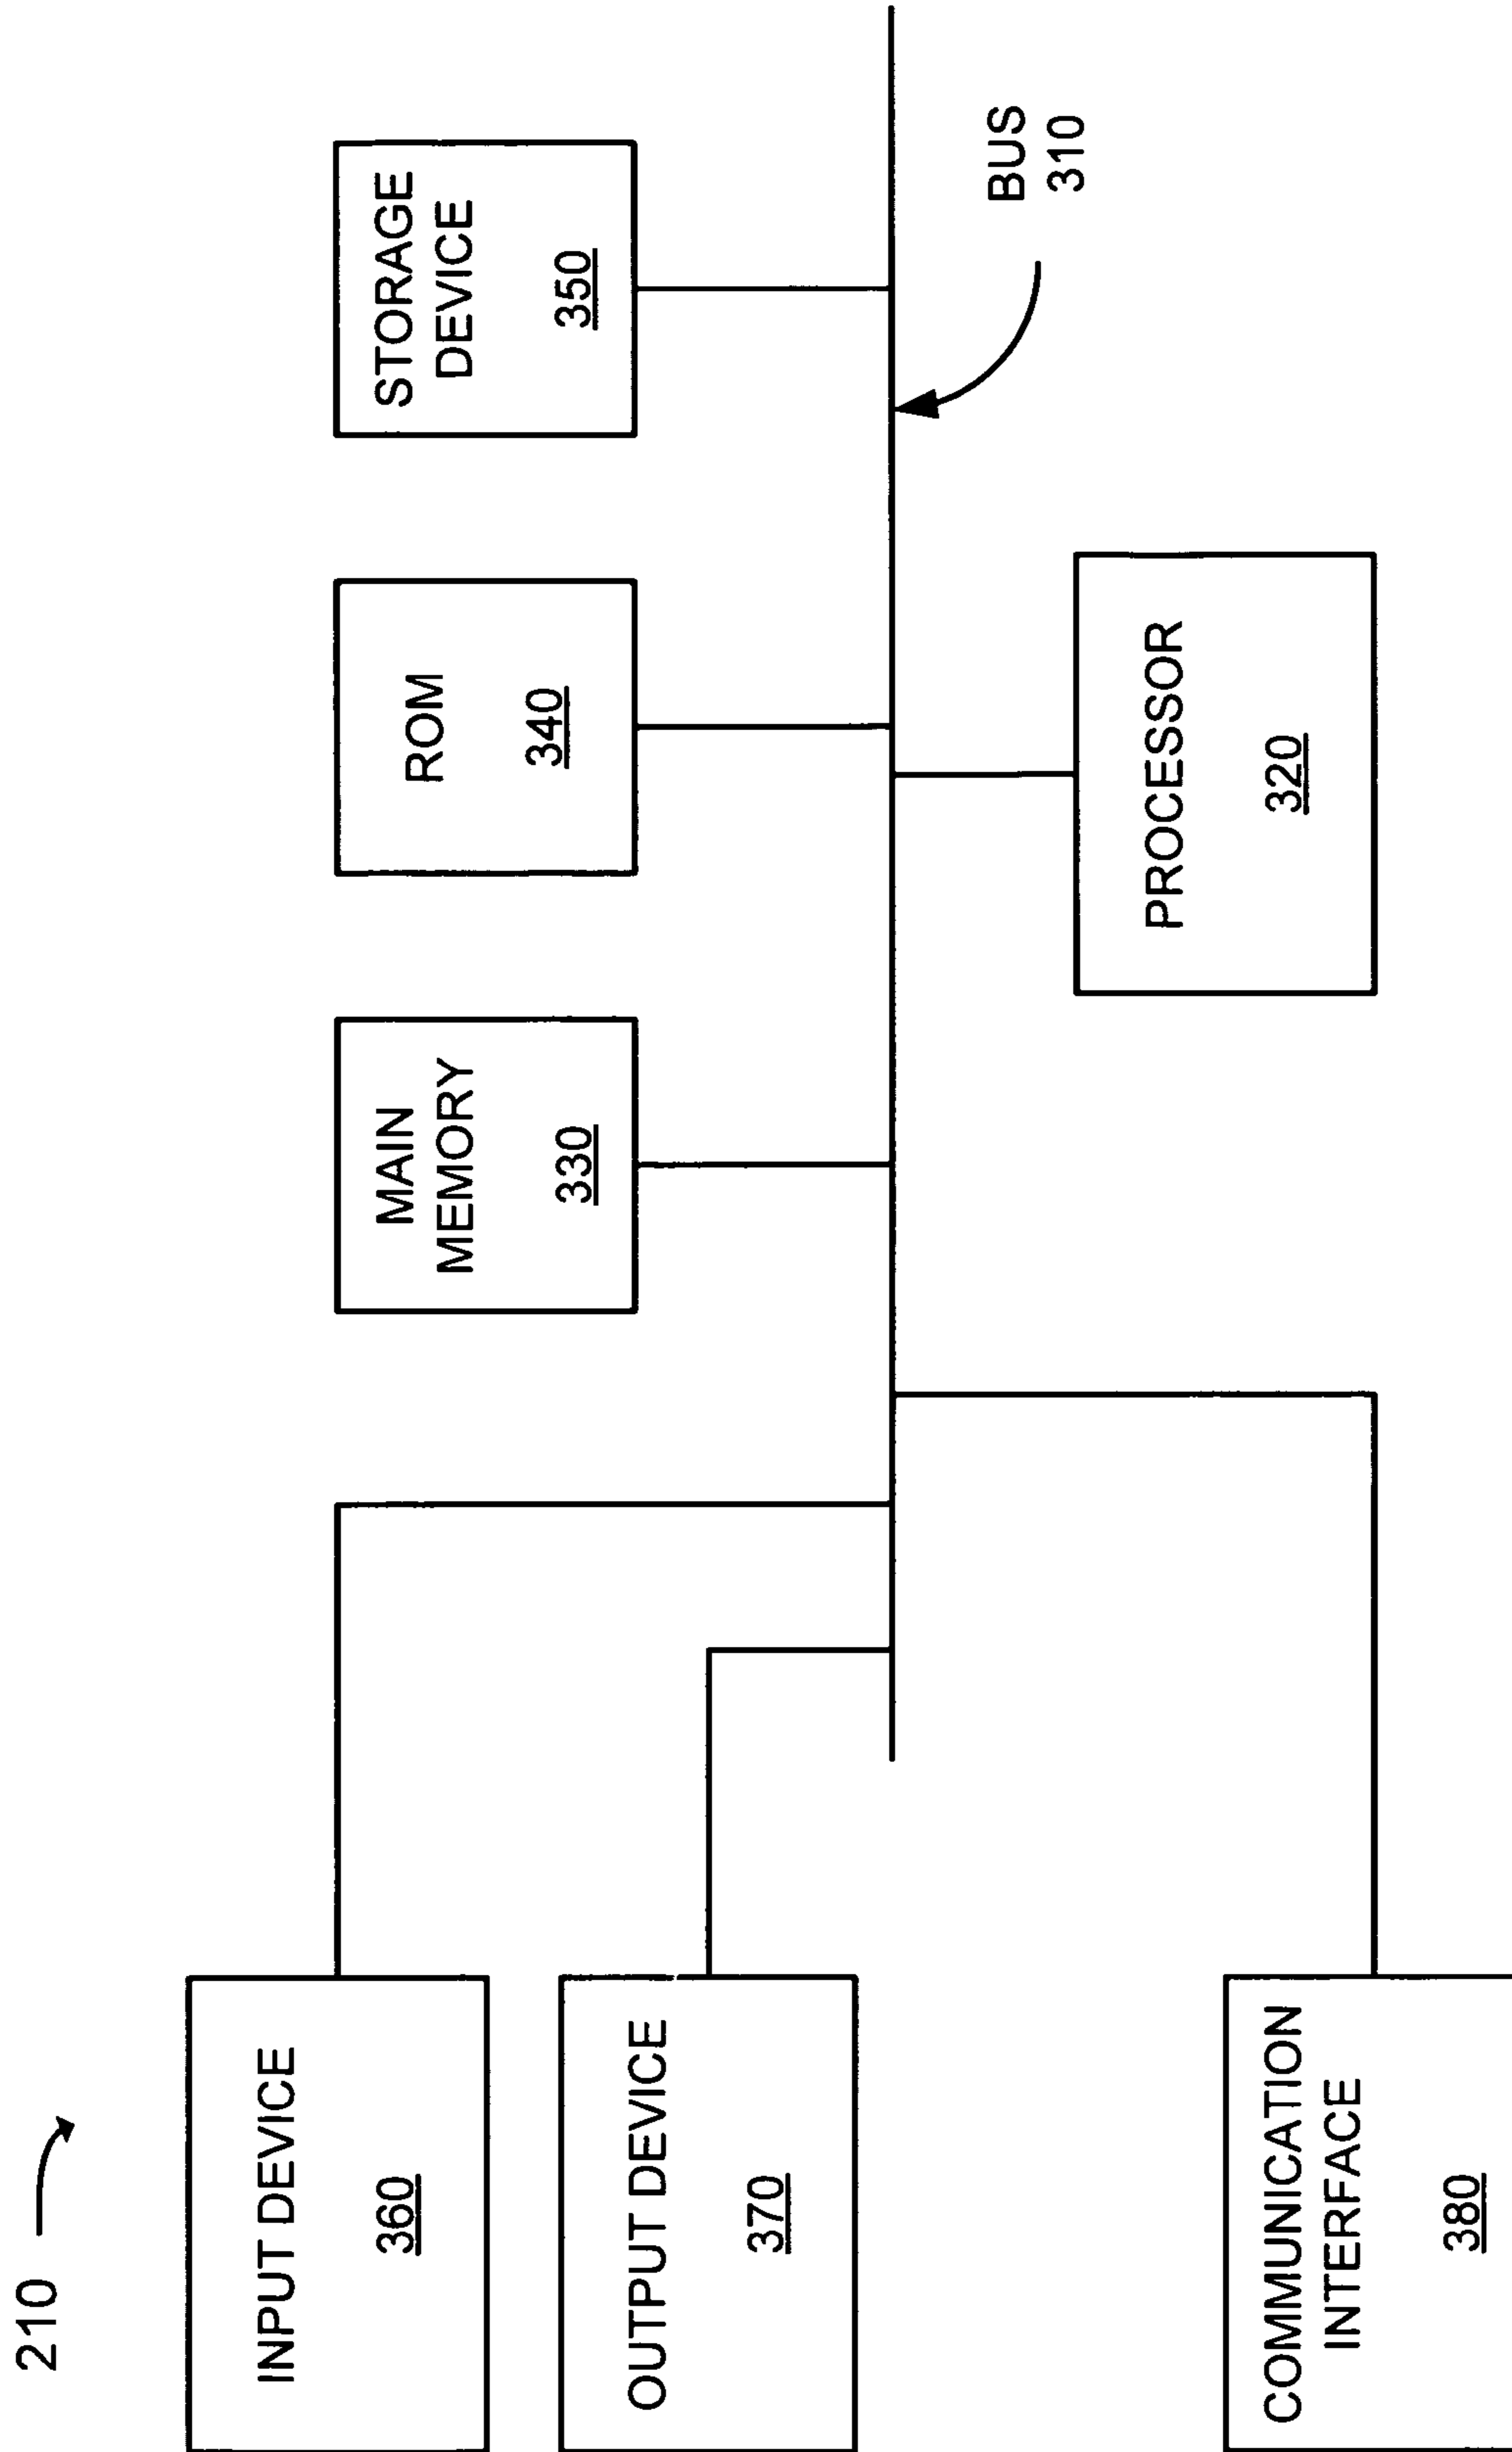 210
INPUT DEVICE
360
OUTPUT DEVICE
370
COMMUNICATION
INTERFACE
380
MAIN
MEMORY
330
ROM
340
STORAGE
DEVICE
350
PROCESSOR
320
BUS
310